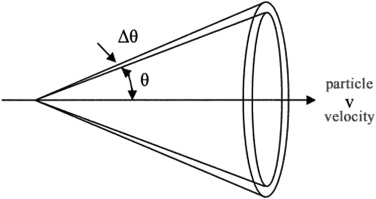 Δθ
θ
particle
v
velocity